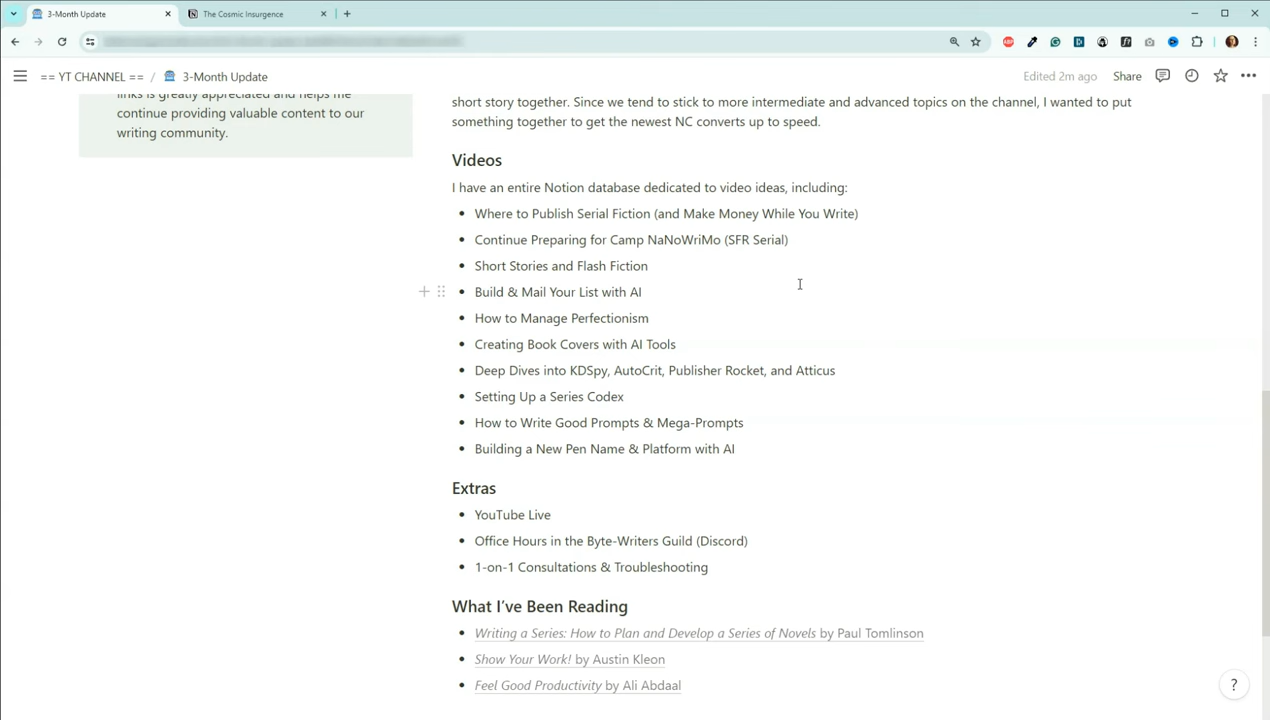 3-Month Update
The Cosmic Insurgence
== YT CHANNEL == / 3-Month Update
Edited 2m ago
Share
links is greatly appreciated and helps me
continue providing valuable content to our
writing community.
short story together. Since we tend to stick to more intermediate and advanced topics on the channel, I wanted to put
something together to get the newest NC converts up to speed.
Videos
I have an entire Notion database dedicated to video ideas, including:
• Where to Publish Serial Fiction (and Make Money While You Write)
• Continue Preparing for Camp NaNoWriMo (SFR Serial)
• Short Stories and Flash Fiction
• Build & Mail Your List with AI
• How to Manage Perfectionism
• Creating Book Covers with AI Tools
• Deep Dives into KDSpy, AutoCrit, Publisher Rocket, and Atticus
• Setting Up a Series Codex
• How to Write Good Prompts & Mega-Prompts
• Building a New Pen Name & Platform with AI
Extras
• YouTube Live
• Office Hours in the Byte-Writers Guild (Discord)
• 1-on-1 Consultations & Troubleshooting
What I've Been Reading
• Writing a Series: How to Plan and Develop a Series of Novels by Paul Tomlinson
• Show Your Work! by Austin Kleon
• Feel Good Productivity by Ali Abdaal
?